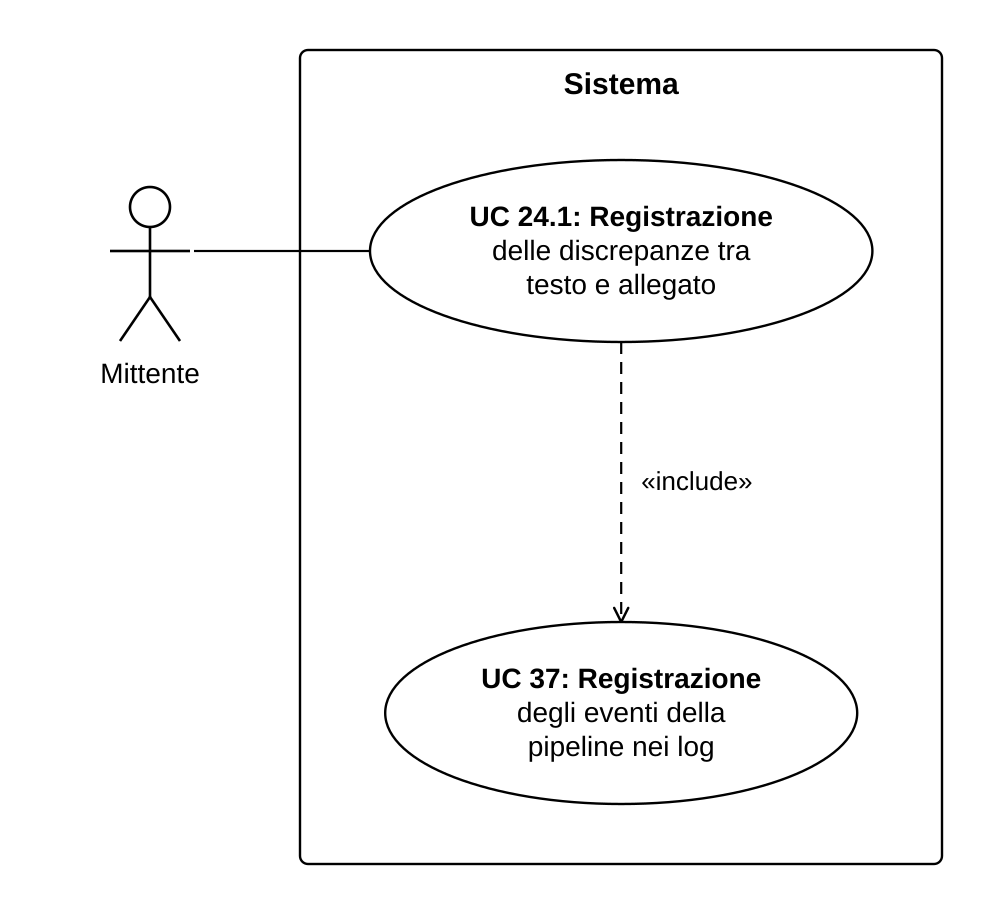 Sistema
UC 24.1: Registrazione
delle discrepanze tra
testo e allegato
Mittente
«include»
UC 37: Registrazione
degli eventi della
pipeline nei log